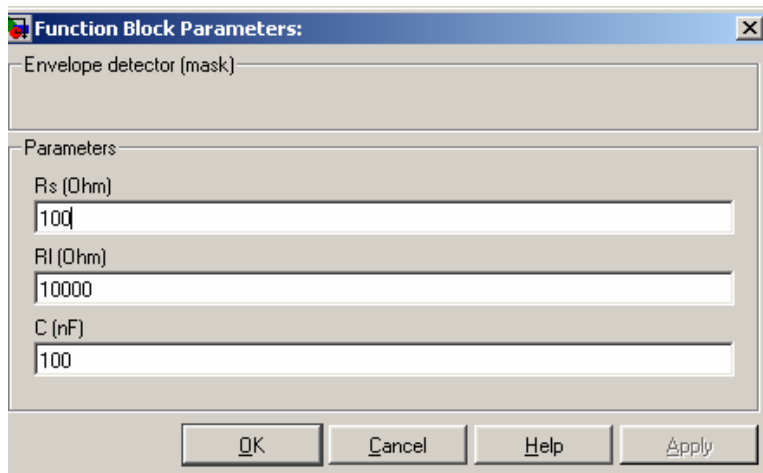 Function Block Parameters:
Envelope detector (mask)
Parameters
Rs (Ohm)
100
Rl (Ohm)
10000
C (nF)
100
OK Cancel Help Apply